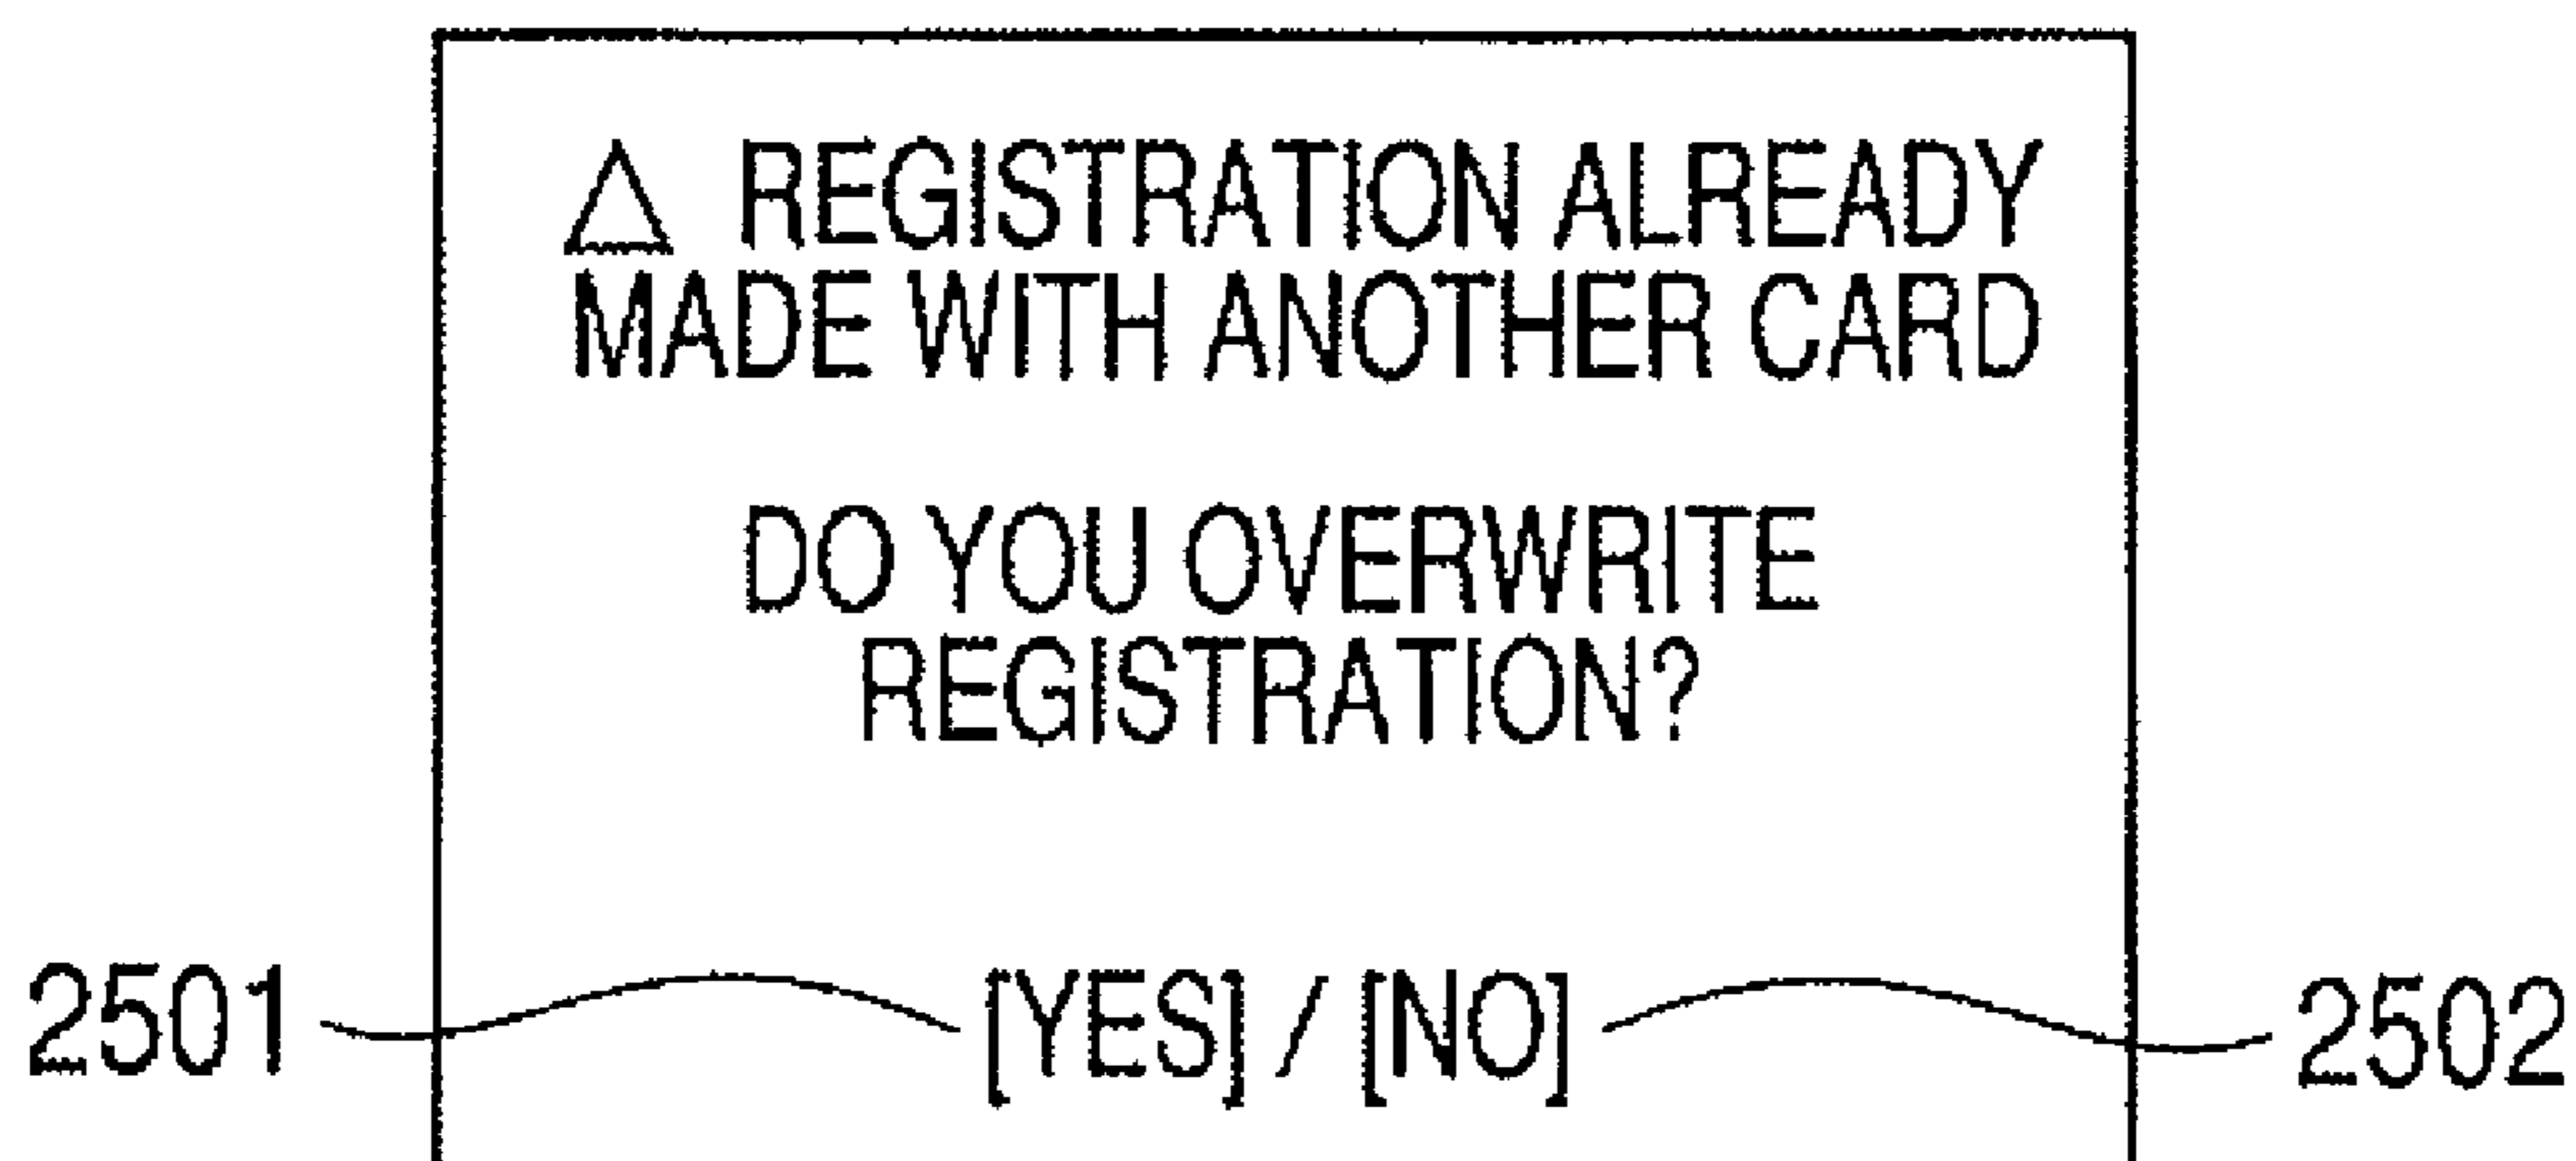 △ REGISTRATION ALREADY
MADE WITH ANOTHER CARD
DO YOU OVERWRITE
REGISTRATION?
2501 [YES] / [NO] 2502